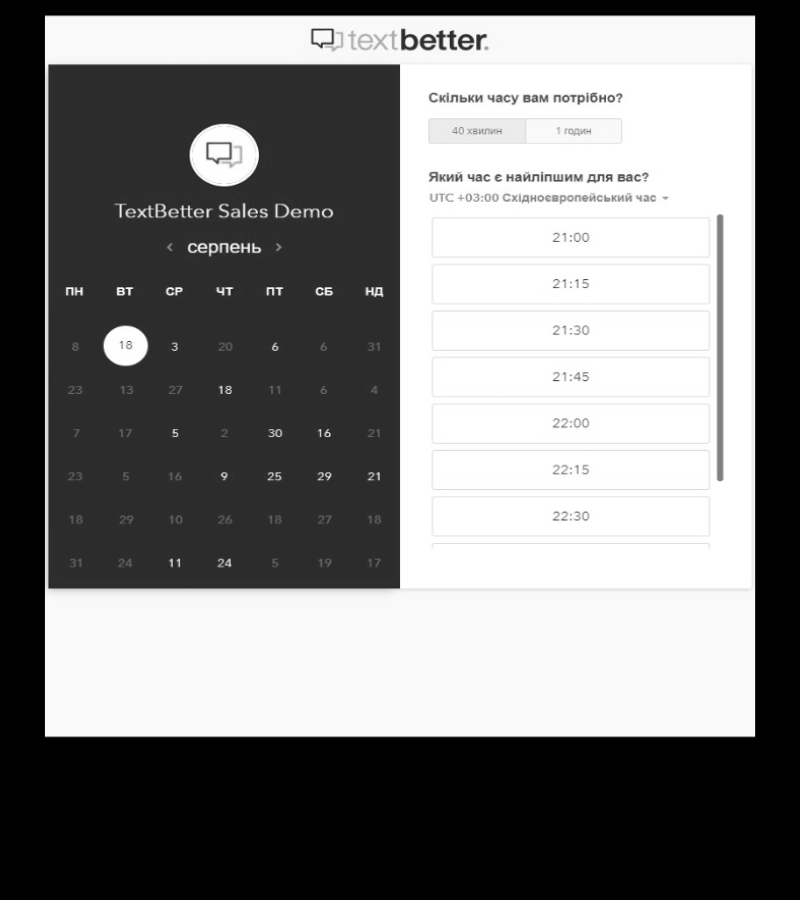 textbetter.
TextBetter Sales Demo
< серпень >
ПН ВТ СР ЧТ ПТ СБ НД
8 18 3 20 6 6 31
23 13 27 18 11 6 4
7 17 5 2 30 16 21
23 5 16 9 25 29 21
18 29 10 26 18 27 18
31 24 11 24 5 19 17
Скільки часу вам потрібно?
40 хвилин 1 годин
Який час є найліпшим для вас?
UTC +03:00 Східноєвропейський час
21:00
21:15
21:30
21:45
22:00
22:15
22:30